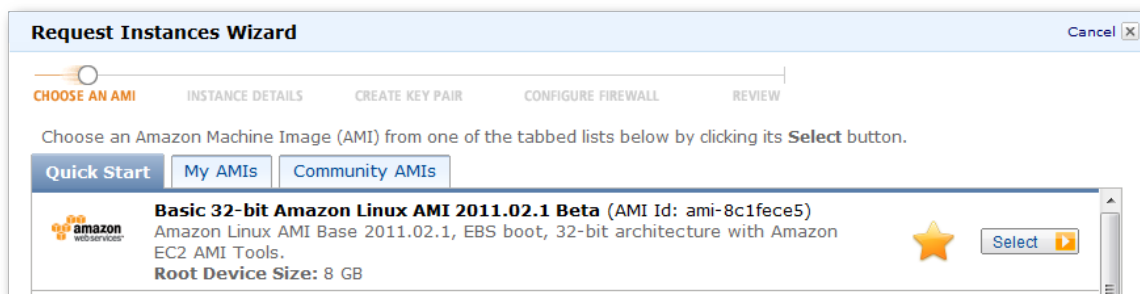 Request Instances Wizard
Cancel
CHOOSE AN AMI INSTANCE DETAILS CREATE KEY PAIR CONFIGURE FIREWALL REVIEW
Choose an Amazon Machine Image (AMI) from one of the tabbed lists below by clicking its Select button.
Quick Start My AMIs Community AMIs
amazon
webservices™
Basic 32-bit Amazon Linux AMI 2011.02.1 Beta (AMI Id: ami-8c1fece5)
Amazon Linux AMI Base 2011.02.1, EBS boot, 32-bit architecture with Amazon
EC2 AMI Tools.
Root Device Size: 8 GB
Select